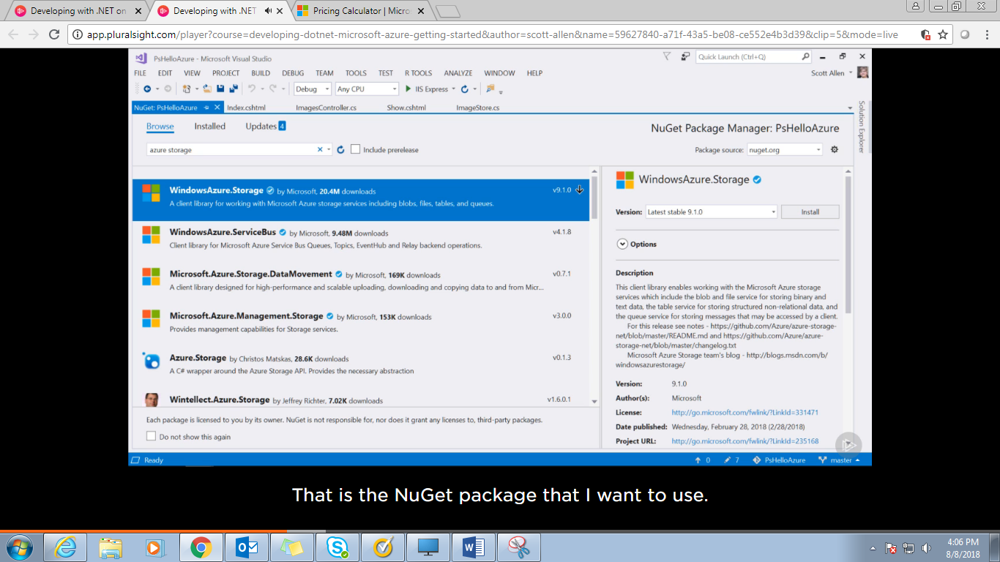 Developing with .NET on
Developing with .NET
Pricing Calculator | Micro
app.pluralsight.com/player?course=developing-dotnet-microsoft-azure-getting-started&author=scott-allen&name=59627840-a71f-43a5-be08-ce552e4b3d39&clip=5&mode=live
PsHelloAzure - Microsoft Visual Studio
Quick Launch (Ctrl+Q)
FILE EDIT VIEW PROJECT BUILD DEBUG TEAM TOOLS TEST R TOOLS ANALYZE WINDOW HELP
Scott Allen
Debug Any CPU IIS Express
NuGet: PsHelloAzure Index.cshtml ImagesController.cs Show.cshtml ImageStore.cs
Solution Explorer
Browse Installed Updates 4
NuGet Package Manager: PsHelloAzure
azure storage
Include prerelease
Package source: nuget.org
WindowsAzure.Storage by Microsoft, 20.4M downloads v9.1.0
A client library for working with Microsoft Azure storage services including blobs, files, tables, and queues.
WindowsAzure.ServiceBus by Microsoft, 9.48M downloads v4.1.8
Client library for Microsoft Azure Service Bus Queues, Topics, EventHub and Relay backend operations.
Microsoft.Azure.Storage.DataMovement by Microsoft, 169K downloads v0.7.1
A client library designed for high-performance and scalable uploading, downloading and copying data to and from Micr...
Microsoft.Azure.Management.Storage by Microsoft, 153K downloads v3.0.0
Provides management capabilities for Storage services.
Azure.Storage by Christos Matskas, 28.6K downloads v0.1.3
A C# wrapper around the Azure Storage API. Provides the necessary abstraction
Wintellect.Azure.Storage by Jeffrey Richter, 7.02K downloads v1.6.0.1
Each package is licensed to you by its owner. NuGet is not responsible for, nor does it grant any licenses to, third-party packages.
Do not show this again
WindowsAzure.Storage
Version: Latest stable 9.1.0 Install
Options
Description
This client library enables working with the Microsoft Azure storage
services which include the blob and file service for storing binary and
text data, the table service for storing structured non-relational data, and
the queue service for storing messages that may be accessed by a client.
For this release see notes - https://github.com/Azure/azure-storage-
net/blob/master/README.md and https://github.com/Azure/azure-
storage-net/blob/master/changelog.txt
Microsoft Azure Storage team's blog - http://blogs.msdn.com/b/
windowsazurestorage/
Version: 9.1.0
Author(s): Microsoft
License: http://go.microsoft.com/fwlink/?LinkId=331471
Date published: Wednesday, February 28, 2018 (2/28/2018)
Project URL: http://go.microsoft.com/fwlink/?LinkId=235168
Ready
0 7 PsHelloAzure master
That is the NuGet package that I want to use.
4:06 PM
8/8/2018